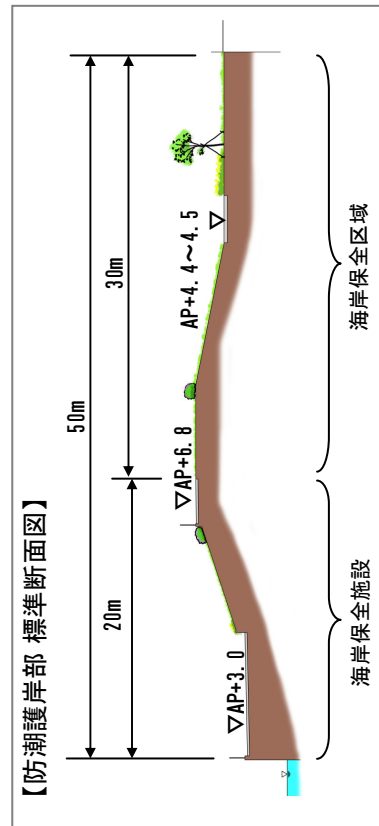 【防潮護岸部 標準断面図】
50m
20m
30m
▽AP+3.0
▽AP+6.8
AP+4.4～4.5
▽
海岸保全施設
海岸保全区域